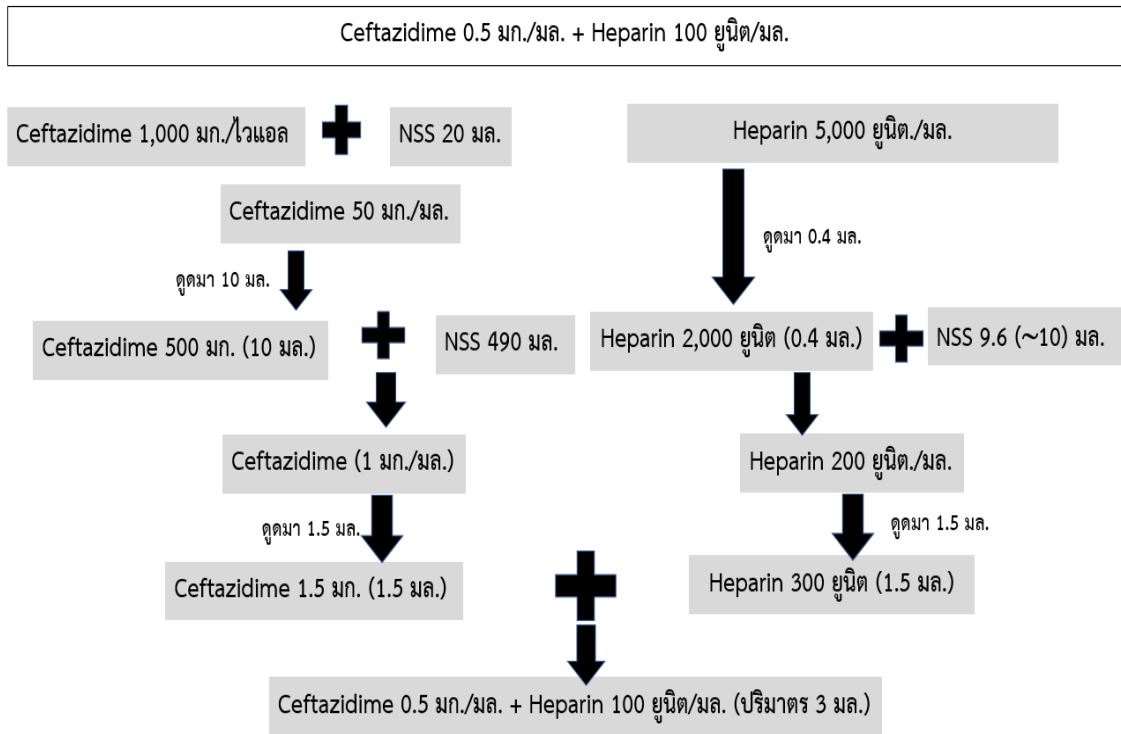 Ceftazidime 0.5 มก./มล. + Heparin 100 ยูนิต/มล.
Ceftazidime 1,000 มก./ไวแอล
NSS 20 มล.
Heparin 5,000 ยูนิต./มล.
Ceftazidime 50 มก./มล.
ดูดมา 0.4 มล.
ดูดมา 10 มล.
Ceftazidime 500 มก. (10 มล.)
NSS 490 มล.
Heparin 2,000 ยูนิต (0.4 มล.)
NSS 9.6 (~10) มล.
Ceftazidime (1 มก./มล.)
Heparin 200 ยูนิต./มล.
ดูดมา 1.5 มล.
ดูดมา 1.5 มล.
Ceftazidime 1.5 มก. (1.5 มล.)
Heparin 300 ยูนิต (1.5 มล.)
Ceftazidime 0.5 มก./มล. + Heparin 100 ยูนิต/มล. (ปริมาตร 3 มล.)